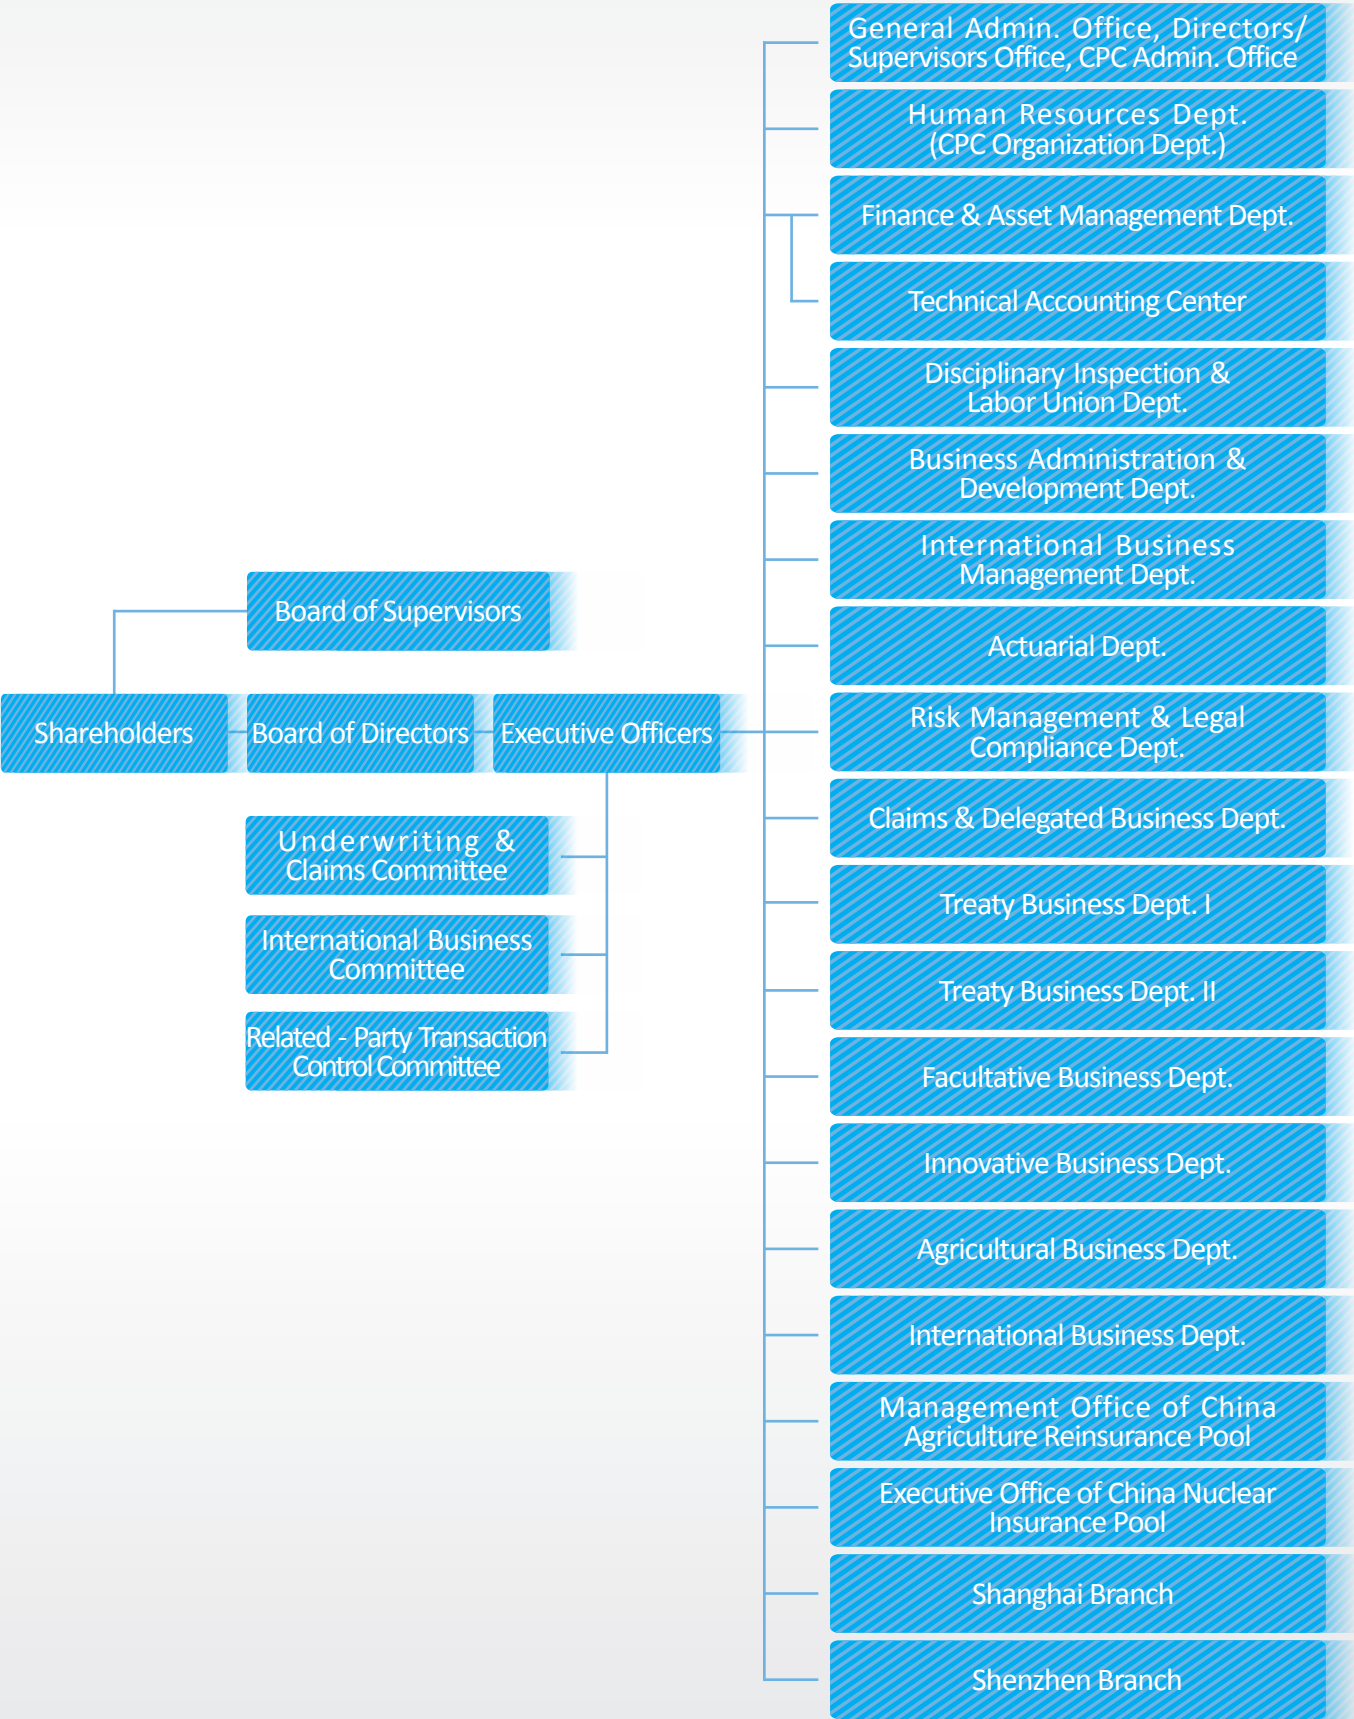 General Admin. Office, Directors/
Supervisors Office, CPC Admin. Office
Human Resources Dept.
(CPC Organization Dept.)
Finance & Asset Management Dept.
Technical Accounting Center
Disciplinary Inspection &
Labor Union Dept.
Business Administration &
Development Dept.
International Business
Management Dept.
Board of Supervisors
Actuarial Dept.
Shareholders
Board of Directors
Executive Officers
Risk Management & Legal
Compliance Dept.
Underwriting &
Claims Committee
International Business
Committee
Related - Party Transaction
Control Committee
Claims & Delegated Business Dept.
Treaty Business Dept. I
Treaty Business Dept. II
Facultative Business Dept.
Innovative Business Dept.
Agricultural Business Dept.
International Business Dept.
Management Office of China
Agriculture Reinsurance Pool
Executive Office of China Nuclear
Insurance Pool
Shanghai Branch
Shenzhen Branch